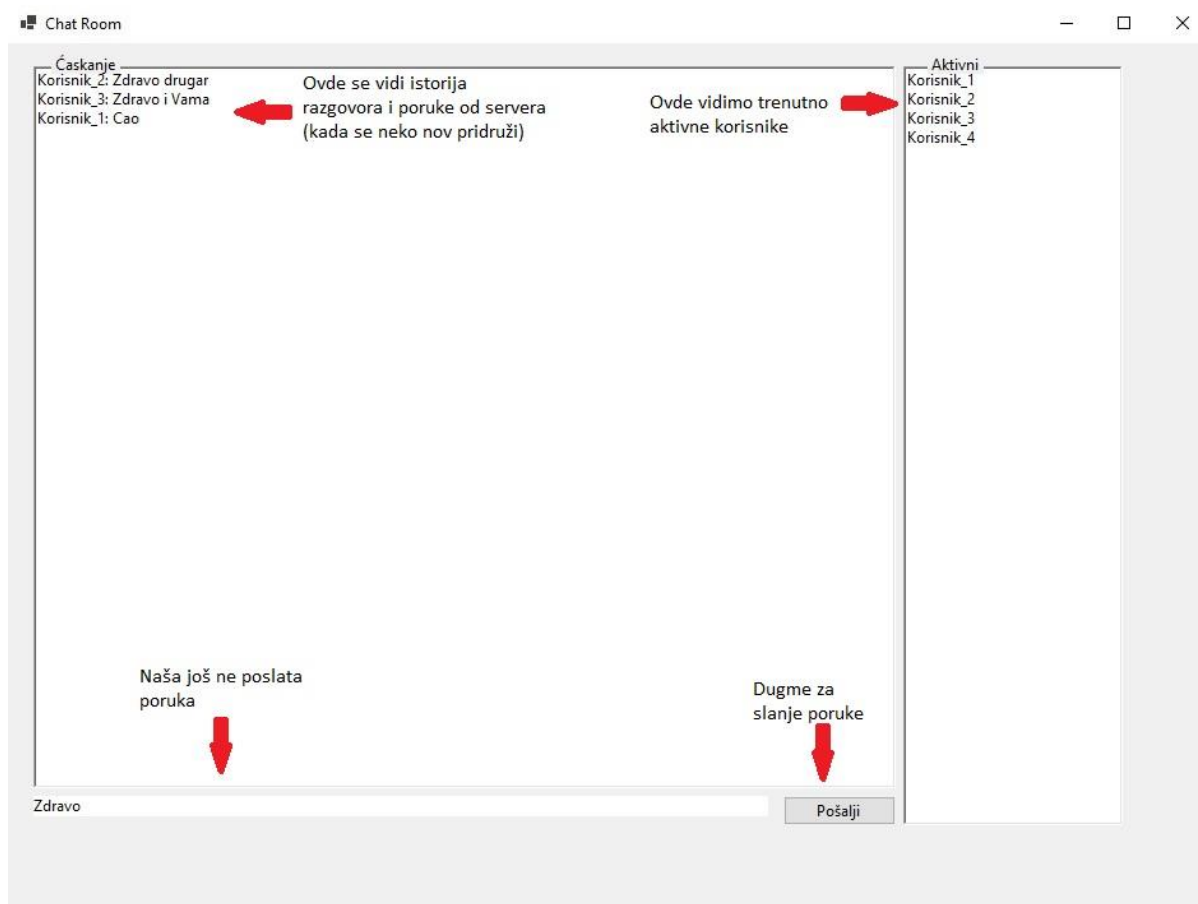 Chat Room
Ćaskanje
Korisnik_2: Zdravo drugar
Korisnik_3: Zdravo i Vama
Korisnik_1: Cao
Ovde se vidi istorija
razgovora i poruke od servera
(kada se neko nov pridruži)
Ovde vidimo trenutno
aktivne korisnike
Aktivni
Korisnik_1
Korisnik_2
Korisnik_3
Korisnik_4
Naša još ne poslata
poruka
Dugme za
slanje poruke
Zdravo
Pošalji